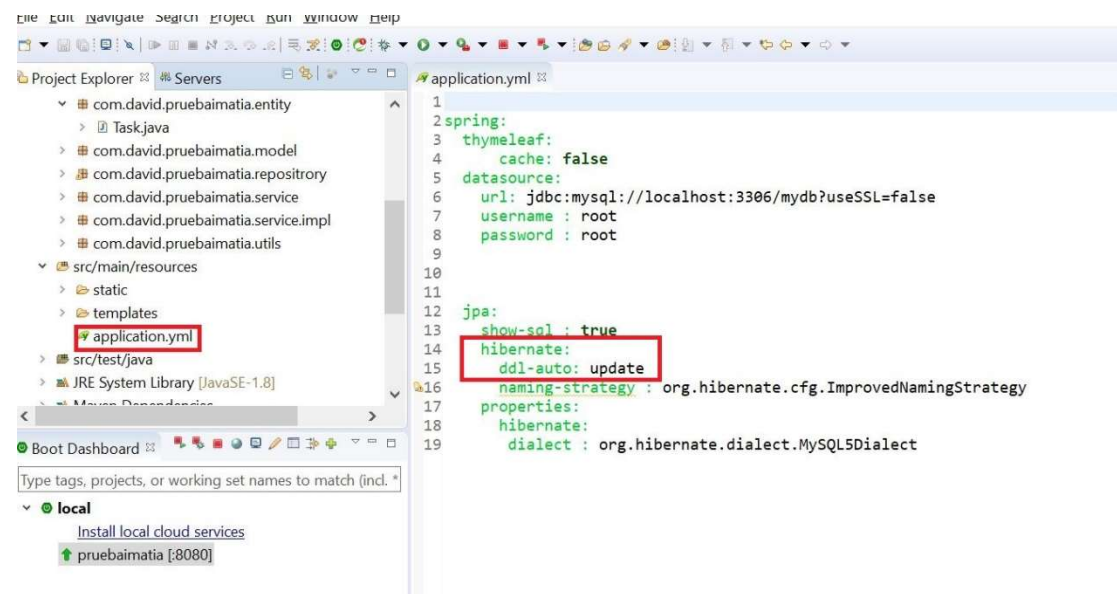 File Edit Navigate Search Project Run Window Help
Project Explorer Servers
com.david.pruebaimatia.entity
Task.java
com.david.pruebaimatia.model
com.david.pruebaimatia.repositrory
com.david.pruebaimatia.service
com.david.pruebaimatia.service.impl
com.david.pruebaimatia.utils
src/main/resources
static
templates
application.yml
src/test/java
JRE System Library [JavaSE-1.8]
Maven Dependencies
Boot Dashboard
Type tags, projects, or working set names to match (incl. *
local
Install local cloud services
pruebaimatia [:8080]
application.yml
1
2 spring:
3 thymeleaf:
4 cache: false
5 datasource:
6 url: jdbc:mysql://localhost:3306/mydb?useSSL=false
7 username : root
8 password : root
9
10
11
12 jpa:
13 show-sql : true
14 hibernate:
15 ddl-auto: update
16 naming-strategy : org.hibernate.cfg.ImprovedNamingStrategy
17 properties:
18 hibernate:
19 dialect : org.hibernate.dialect.MySQL5Dialect